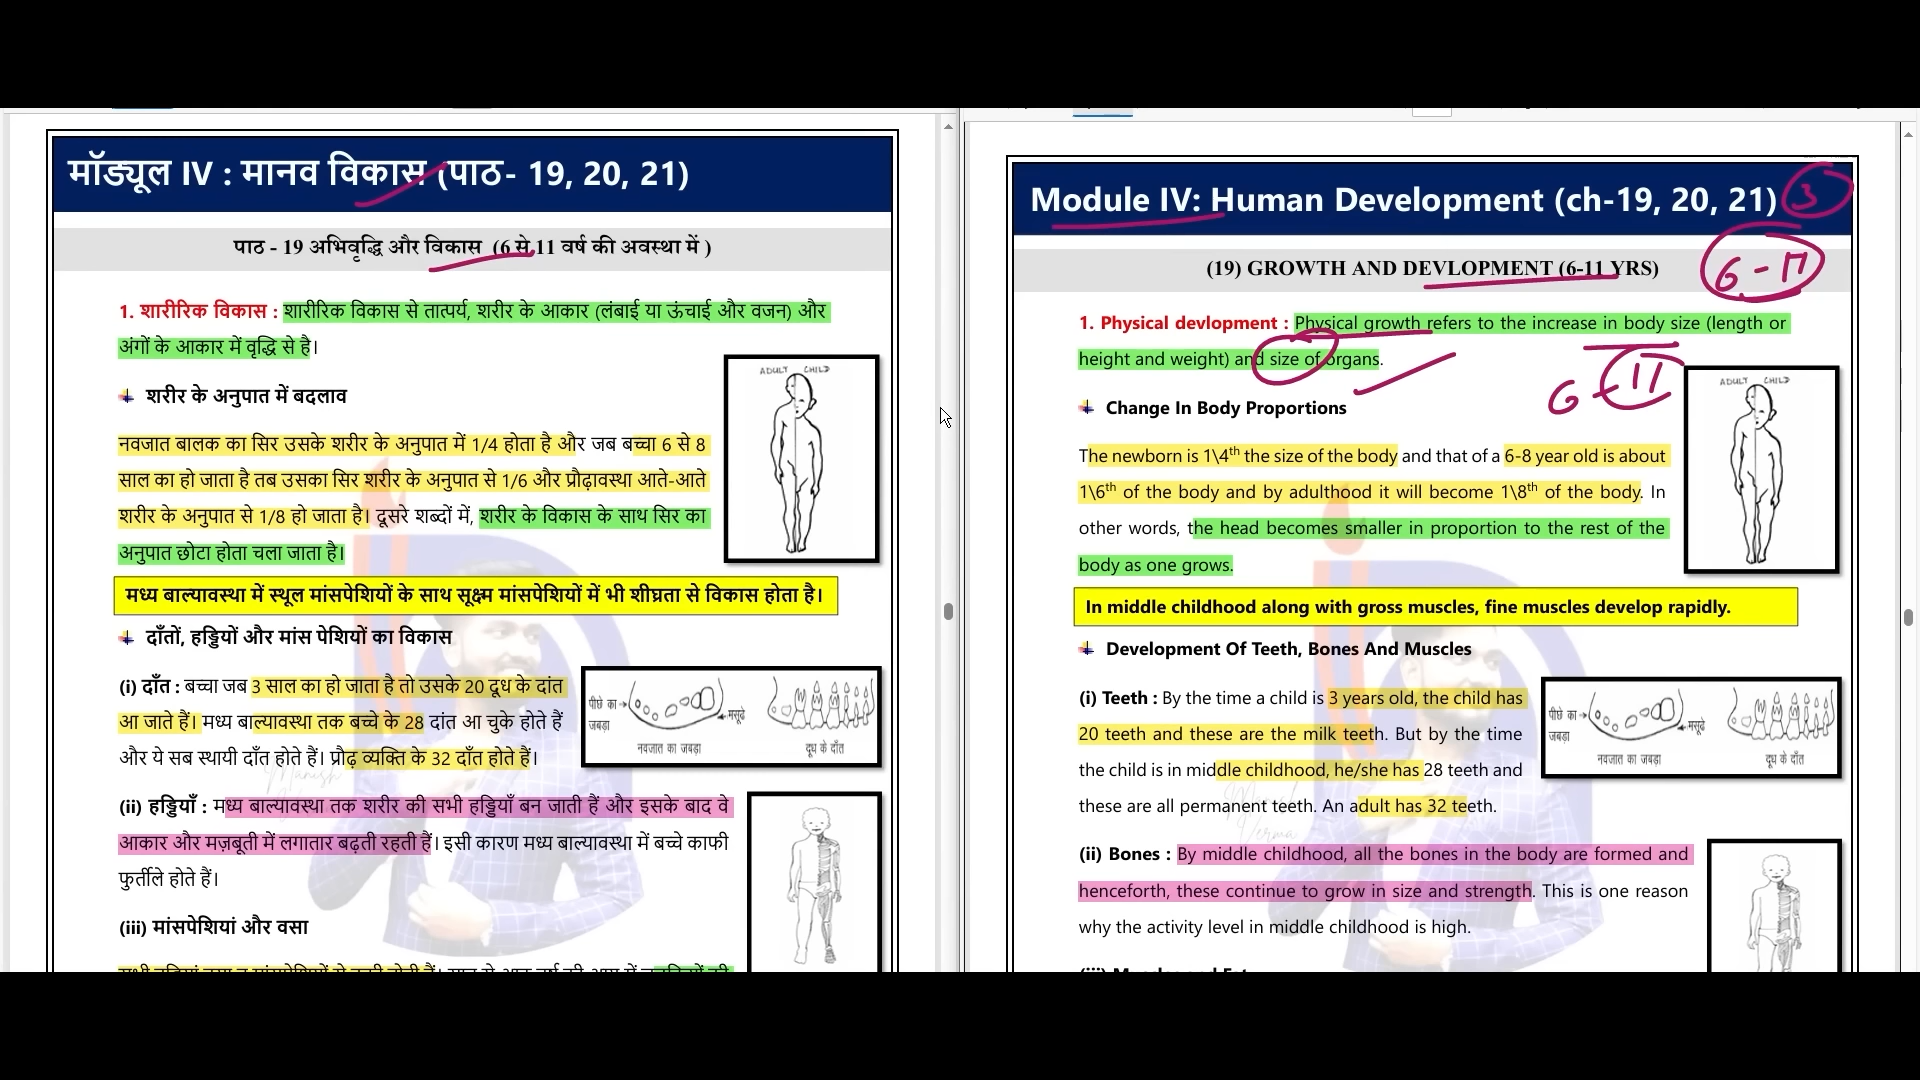 मॉड्यूल IV : मानव विकास (पाठ- 19, 20, 21)
पाठ - 19 अभिवृद्धि और विकास (6 से 11 वर्ष की अवस्था में )
1. शारीरिक विकास : शारीरिक विकास से तात्पर्य, शरीर के आकार (लंबाई या ऊंचाई और वजन) और
अंगों के आकार में वृद्धि से है।
शरीर के अनुपात में बदलाव
ADULT CHILD
नवजात बालक का सिर उसके शरीर के अनुपात में 1/4 होता है और जब बच्चा 6 से 8
साल का हो जाता है तब उसका सिर शरीर के अनुपात से 1/6 और प्रौढ़ावस्था आते-आते
शरीर के अनुपात से 1/8 हो जाता है। दूसरे शब्दों में, शरीर के विकास के साथ सिर का
अनुपात छोटा होता चला जाता है।
मध्य बाल्यावस्था में स्थूल मांसपेशियों के साथ सूक्ष्म मांसपेशियों में भी शीघ्रता से विकास होता है।
दाँतों, हड्डियों और मांस पेशियों का विकास
(i) दाँत : बच्चा जब 3 साल का हो जाता है तो उसके 20 दूध के दांत
आ जाते हैं। मध्य बाल्यावस्था तक बच्चे के 28 दांत आ चुके होते हैं
और ये सब स्थायी दाँत होते हैं। प्रौढ़ व्यक्ति के 32 दाँत होते हैं।
पीछे का
जबड़ा
मसूढे
नवजात का जबड़ा दूध के दाँत
(ii) हड्डियाँ : मध्य बाल्यावस्था तक शरीर की सभी हड्डियाँ बन जाती हैं और इसके बाद वे
आकार और मज़बूती में लगातार बढ़ती रहती हैं। इसी कारण मध्य बाल्यावस्था में बच्चे काफी
फुर्तीले होते हैं।
(iii) मांसपेशियां और वसा
Module IV: Human Development (ch-19, 20, 21) 3
(19) GROWTH AND DEVLOPMENT (6-11 YRS) 6-11
1. Physical devlopment : Physical growth refers to the increase in body size (length or
height and weight) and size of organs.
6-11
Change In Body Proportions
ADULT CHILD
The newborn is 1\4th the size of the body and that of a 6-8 year old is about
1\6th of the body and by adulthood it will become 1\8th of the body. In
other words, the head becomes smaller in proportion to the rest of the
body as one grows.
In middle childhood along with gross muscles, fine muscles develop rapidly.
Development Of Teeth, Bones And Muscles
(i) Teeth : By the time a child is 3 years old, the child has
20 teeth and these are the milk teeth. But by the time
the child is in middle childhood, he/she has 28 teeth and
these are all permanent teeth. An adult has 32 teeth.
पीछे का
जबड़ा
मसूढे
नवजात का जबड़ा दूध के दाँत
Manish
Verma
(ii) Bones : By middle childhood, all the bones in the body are formed and
henceforth, these continue to grow in size and strength. This is one reason
why the activity level in middle childhood is high.